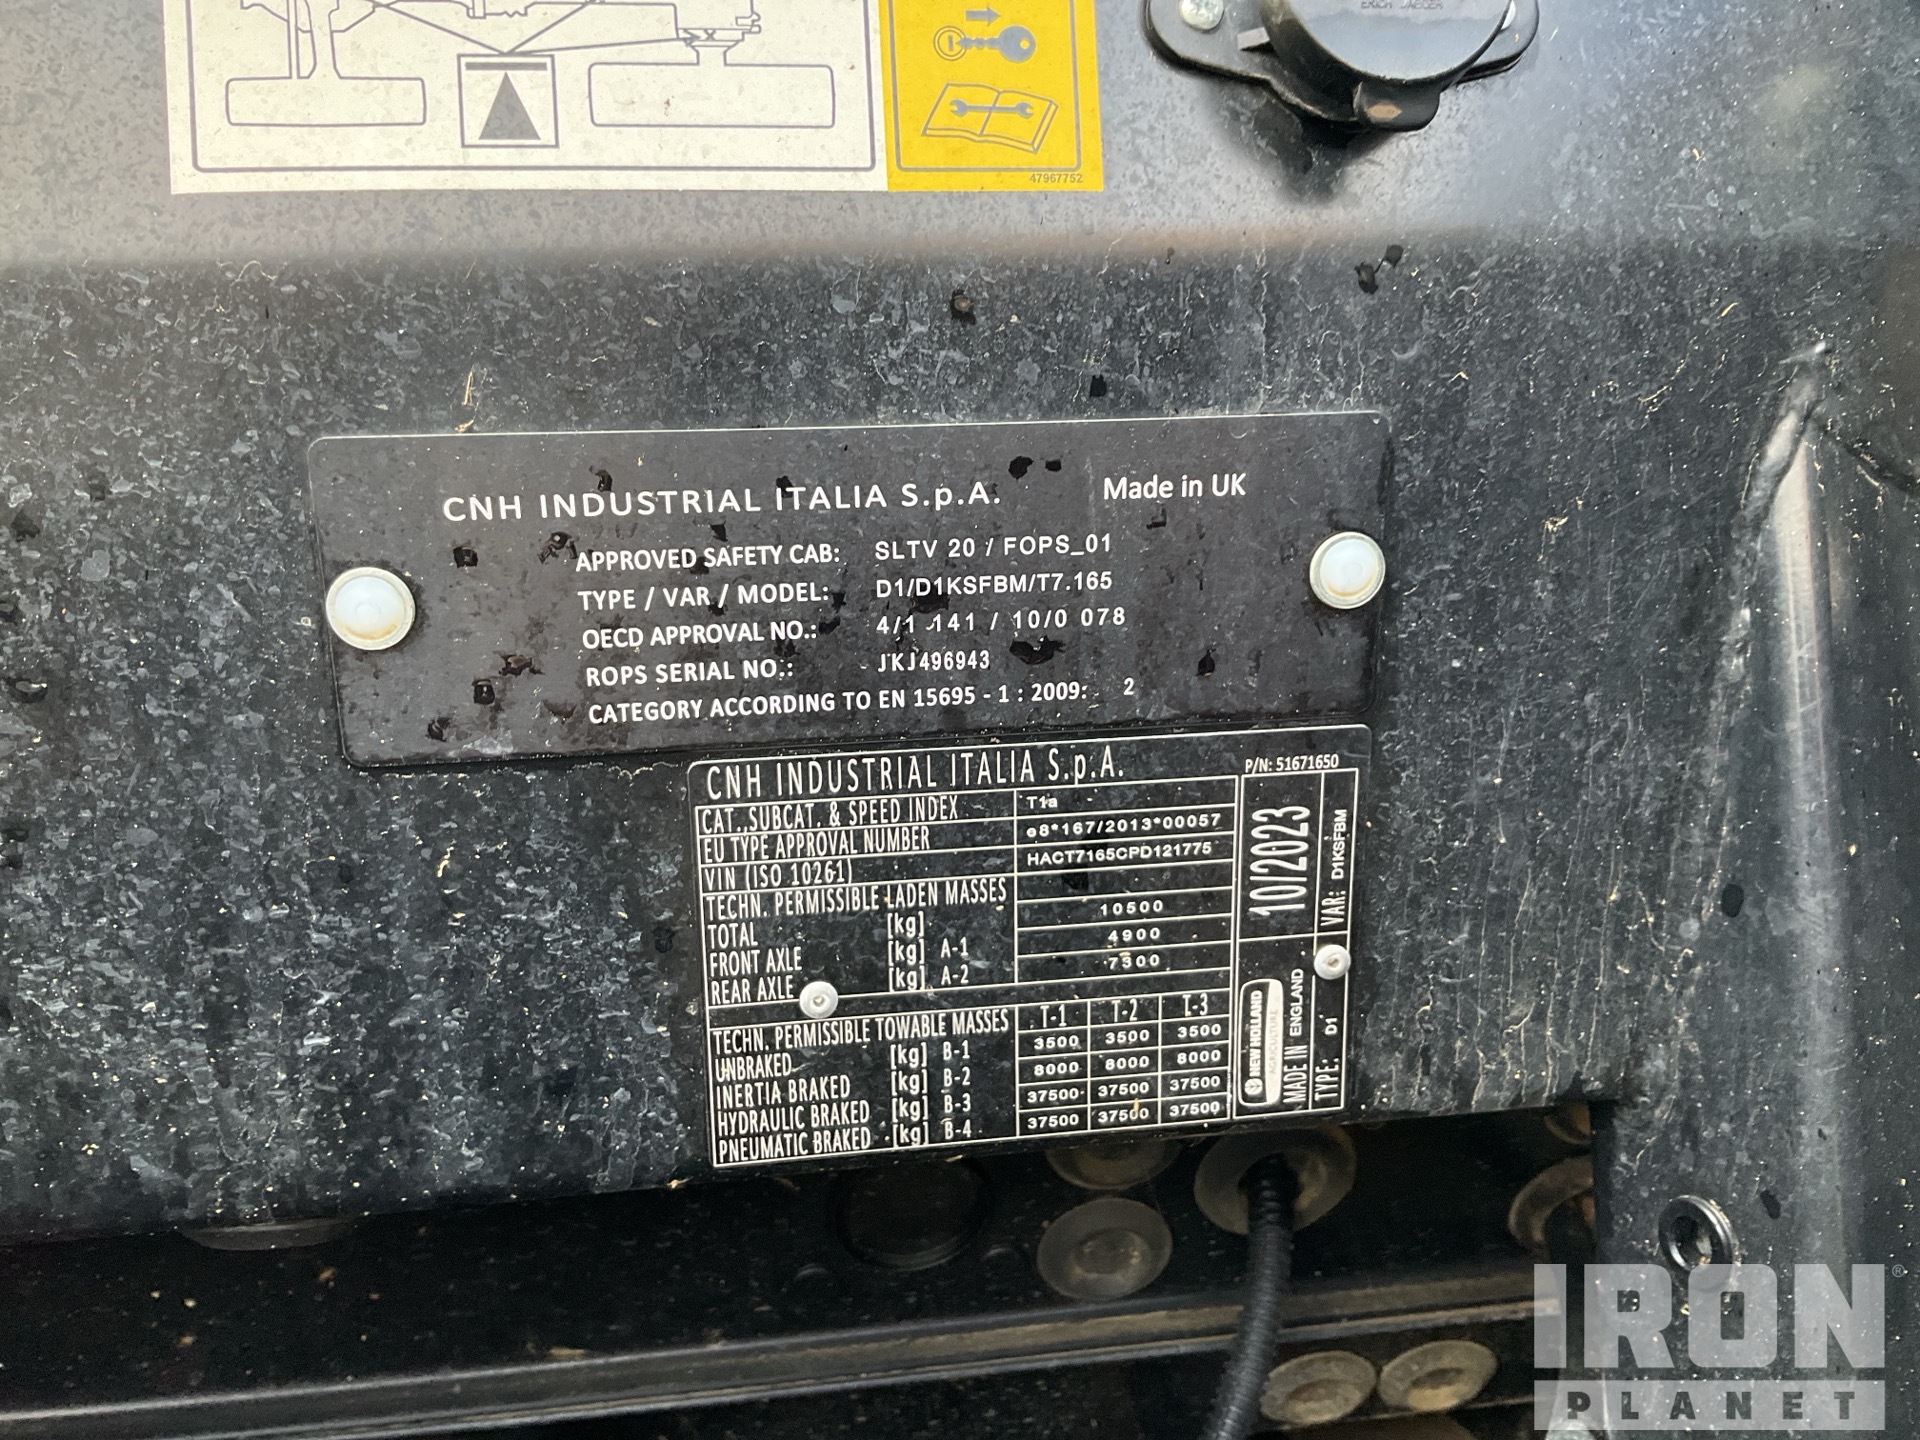 ERICH JAEGER
47967752
CNH INDUSTRIAL ITALIA S.p.A. Made in UK
APPROVED SAFETY CAB: SLTV 20 / FOPS_01
TYPE / VAR / MODEL: D1/D1KSFBM/T7.165
OECD APPROVAL NO.: 4/1 141 / 10/0 078
ROPS SERIAL NO.: JKJ496943
CATEGORY ACCORDING TO EN 15695 - 1 : 2009: 2
CNH INDUSTRIAL ITALIA S.p.A. P/N: 51671650
CAT.,SUBCAT. & SPEED INDEX T1a
EU TYPE APPROVAL NUMBER e8*167/2013*00057
VIN (ISO 10261) HACT7165CPD121775
TECHN. PERMISSIBLE LADEN MASSES
TOTAL [kg] 10500
FRONT AXLE [kg] A-1 4900
REAR AXLE [kg] A-2 7300
TECHN. PERMISSIBLE TOWABLE MASSES T-1 T-2 T-3
UNBRAKED [kg] B-1 3500 3500 3500
INERTIA BRAKED [kg] B-2 8000 8000 8000
HYDRAULIC BRAKED [kg] B-3 37500 37500 37500
PNEUMATIC BRAKED [kg] B-4 37500 37500 37500
10/2023
VAR: D1KSFBM
NEW HOLLAND
AGRICULTURE
MADE IN ENGLAND
TYPE: D1
IRON®
PLANET